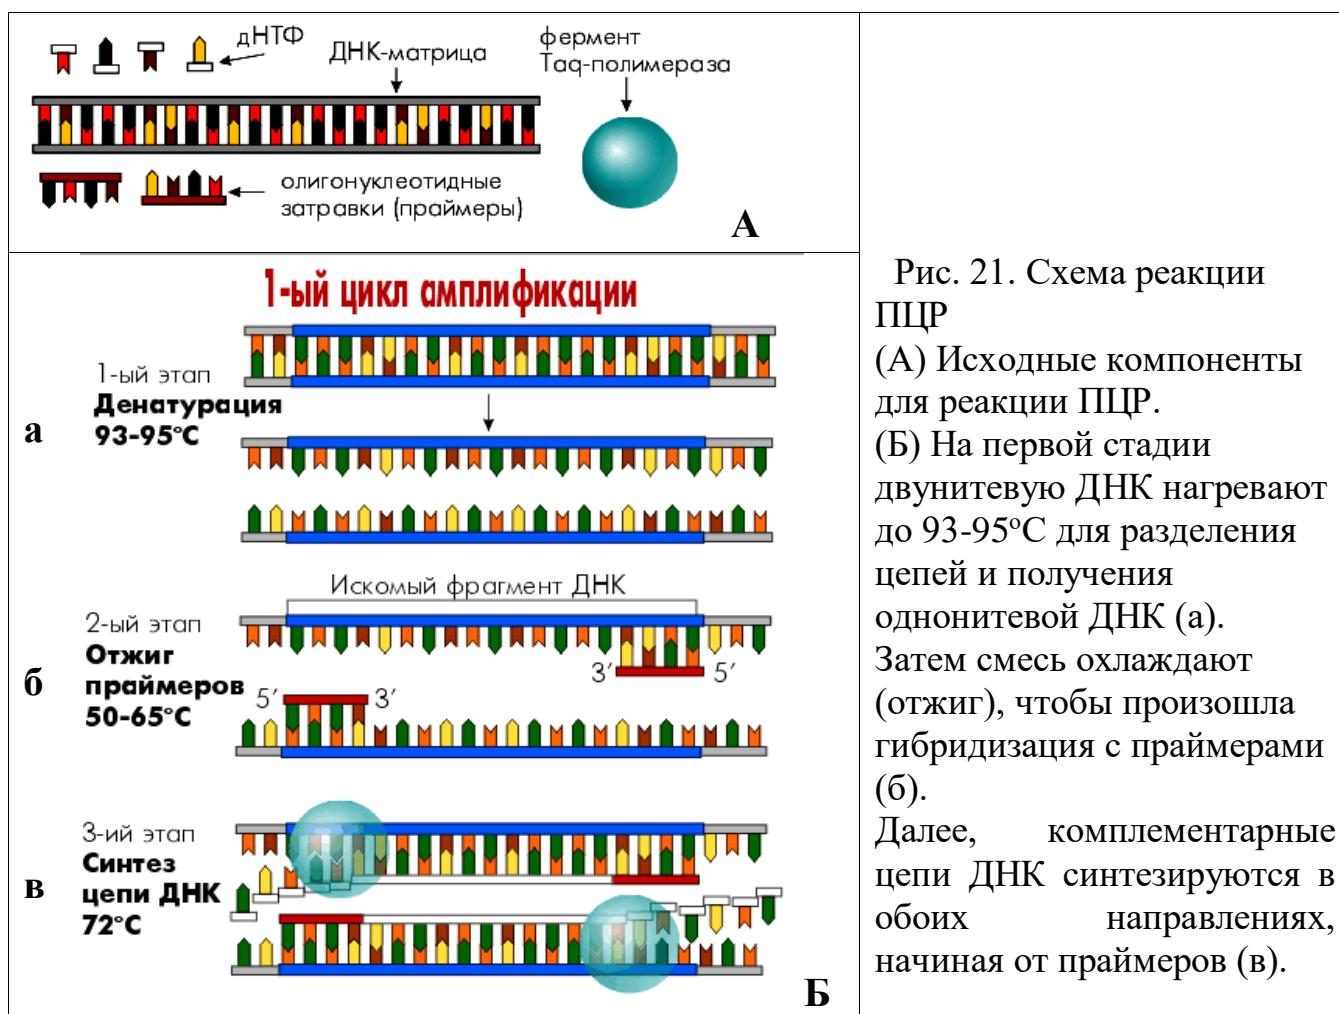 дНТФ
ДНК-матрица
фермент
Taq-полимераза
олигонуклеотидные
затравки (праймеры)
А
1-ый цикл амплификации
а
1-ый этап
Денатурация
93-95°С
Искомый фрагмент ДНК
б
2-ый этап
Отжиг
праймеров
50-65°С
3′ 5′
5′ 3′
в
3-ий этап
Синтез
цепи ДНК
72°С
Б
Рис. 21. Схема реакции
ПЦР
(А) Исходные компоненты
для реакции ПЦР.
(Б) На первой стадии
двунитевую ДНК нагревают
до 93-95°С для разделения
цепей и получения
однонитевой ДНК (а).
Затем смесь охлаждают
(отжиг), чтобы произошла
гибридизация с праймерами
(б).
Далее, комплементарные
цепи ДНК синтезируются в
обоих направлениях,
начиная от праймеров (в).